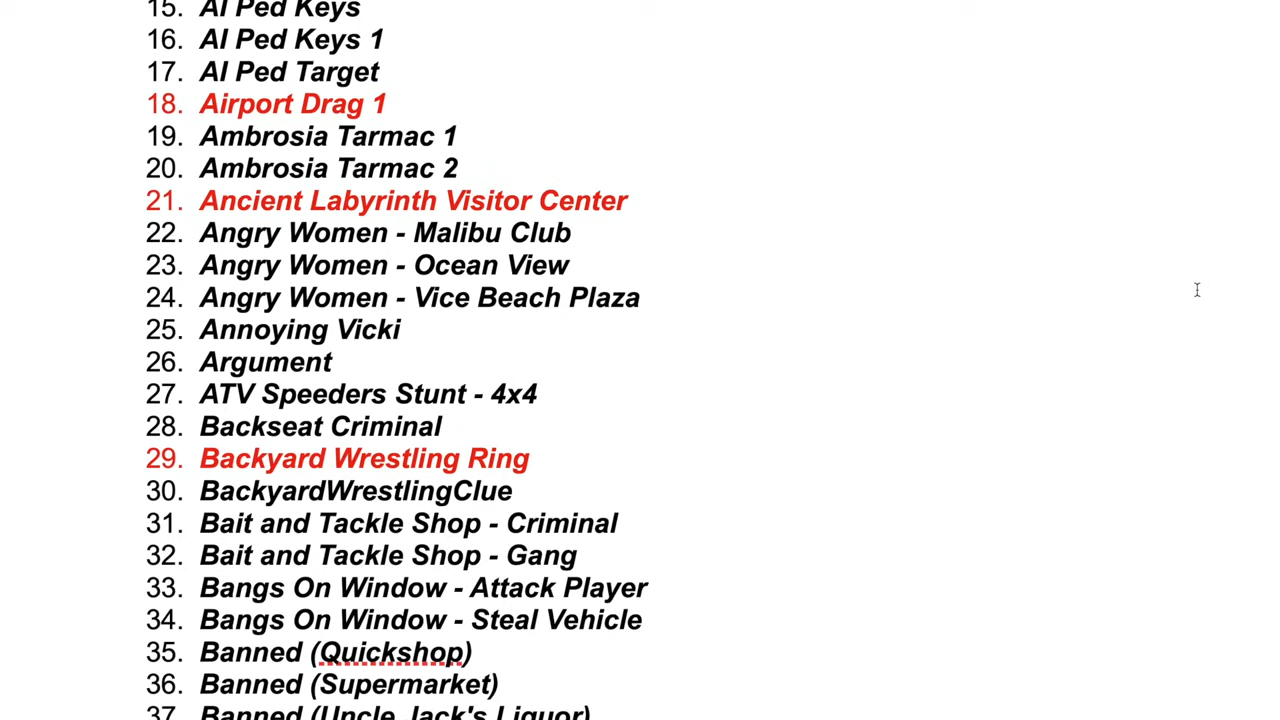 15. AI Ped Keys
16. AI Ped Keys 1
17. AI Ped Target
18. Airport Drag 1
19. Ambrosia Tarmac 1
20. Ambrosia Tarmac 2
21. Ancient Labyrinth Visitor Center
22. Angry Women - Malibu Club
23. Angry Women - Ocean View
24. Angry Women - Vice Beach Plaza
25. Annoying Vicki
26. Argument
27. ATV Speeders Stunt - 4x4
28. Backseat Criminal
29. Backyard Wrestling Ring
30. BackyardWrestlingClue
31. Bait and Tackle Shop - Criminal
32. Bait and Tackle Shop - Gang
33. Bangs On Window - Attack Player
34. Bangs On Window - Steal Vehicle
35. Banned (Quickshop)
36. Banned (Supermarket)
37. Banned (Uncle Jack's Liquor)